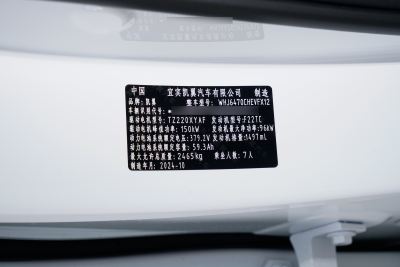 中国 宜宾凯翼汽车有限公司 制造
品牌：凯翼 整车型号：WHJ6470CHEVFX12
驱动电机型号：TZ220XYAF 发动机型号：F22TC
驱动电机峰值功率：150kW 发动机最大净功率：96kW
动力电池系统额定电压：379.2V 发动机排量：1497mL
动力电池系统额定容量：59.3Ah
最大允许总质量：2465kg 乘坐人数：7人
制造年月：2024-10